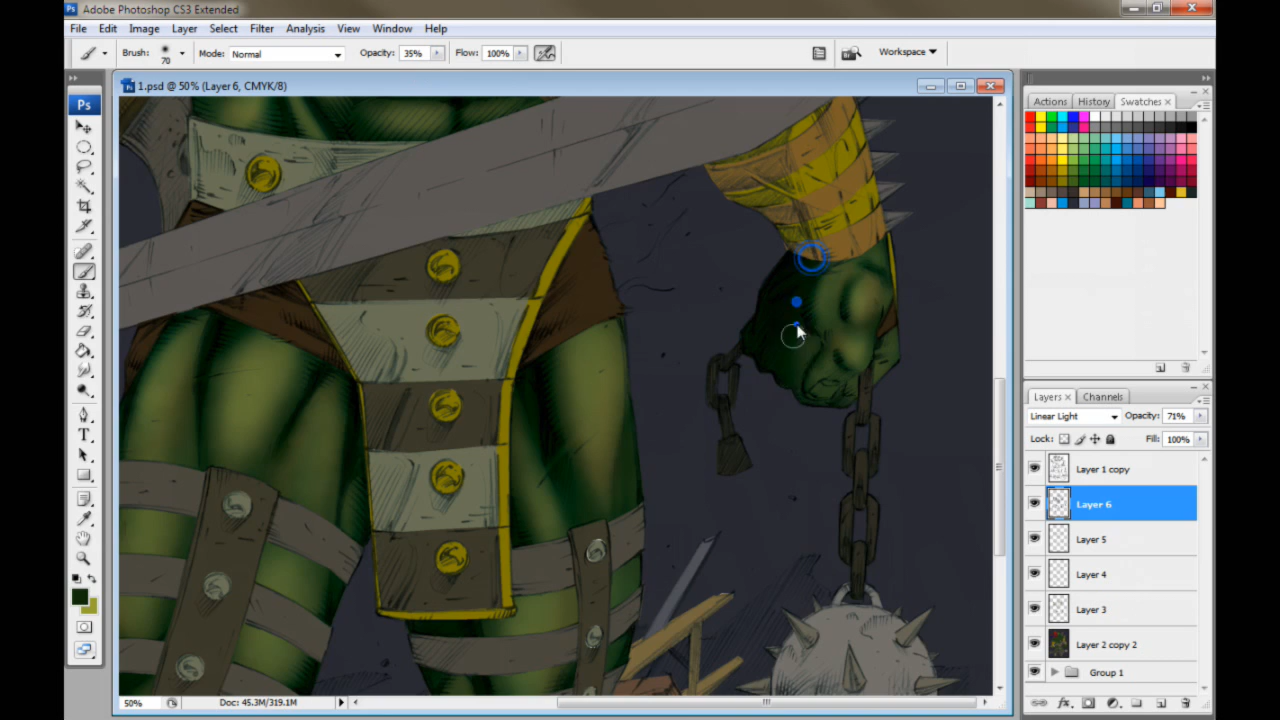 Ps Adobe Photoshop CS3 Extended
File Edit Image Layer Select Filter Analysis View Window Help
Brush: 70 Mode: Normal Opacity: 35% Flow: 100% Workspace
1.psd @ 50% (Layer 6, CMYK/8)
Ps
T
50% Doc: 45.3M/319.1M
Actions History Swatches ×
Layers × Channels
Linear Light Opacity: 71%
Lock: Fill: 100%
Layer 1 copy
Layer 6
Layer 5
Layer 4
Layer 3
Layer 2 copy 2
Group 1
fx